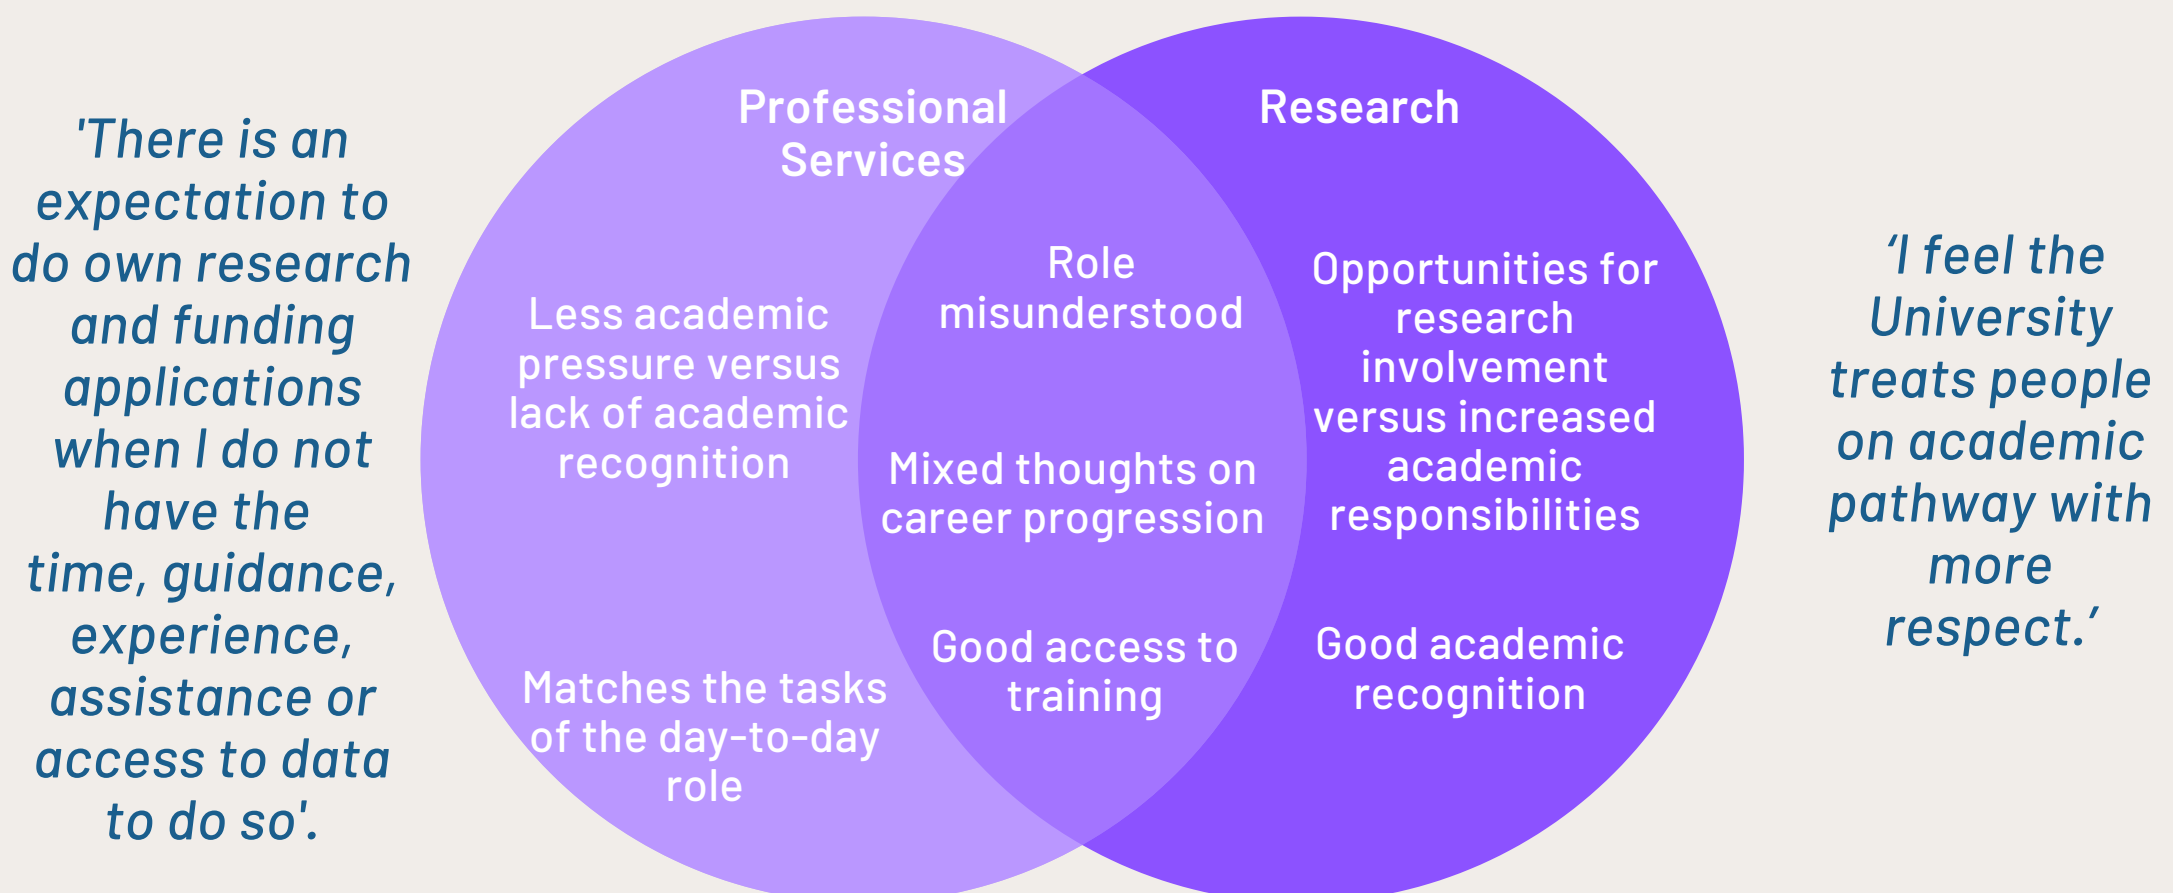 'There is an
expectation to
do own research
and funding
applications
when I do not
have the
time, guidance,
experience,
assistance or
access to data
to do so'.
Professional
Services
Less academic
pressure versus
lack of academic
recognition
Matches the tasks
of the day-to-day
role
Role
misunderstood
Mixed thoughts on
career progression
Good access to
training
Research
Opportunities for
research
involvement
versus increased
academic
responsibilities
Good academic
recognition
‘I feel the
University
treats people
on academic
pathway with
more
respect.’